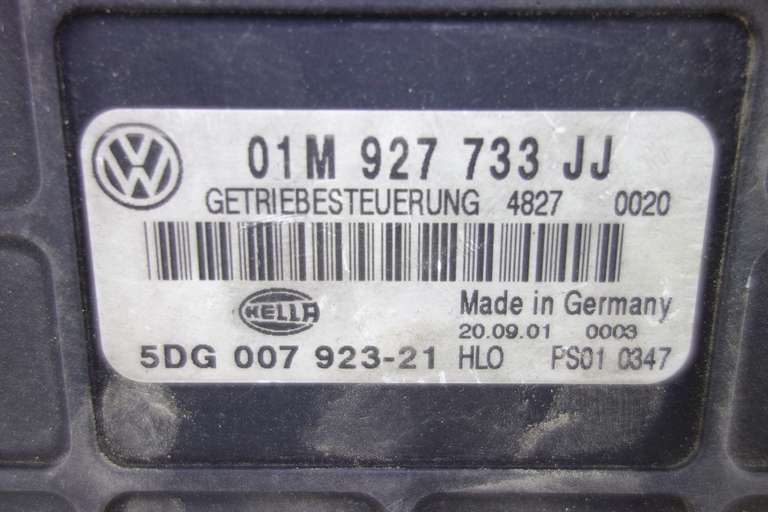 01M 927 733 JJ
GETRIEBESTEUERUNG 4827 0020
HELLA
Made in Germany
20.09.01 0003
5DG 007 923-21 HLO PS01 0347